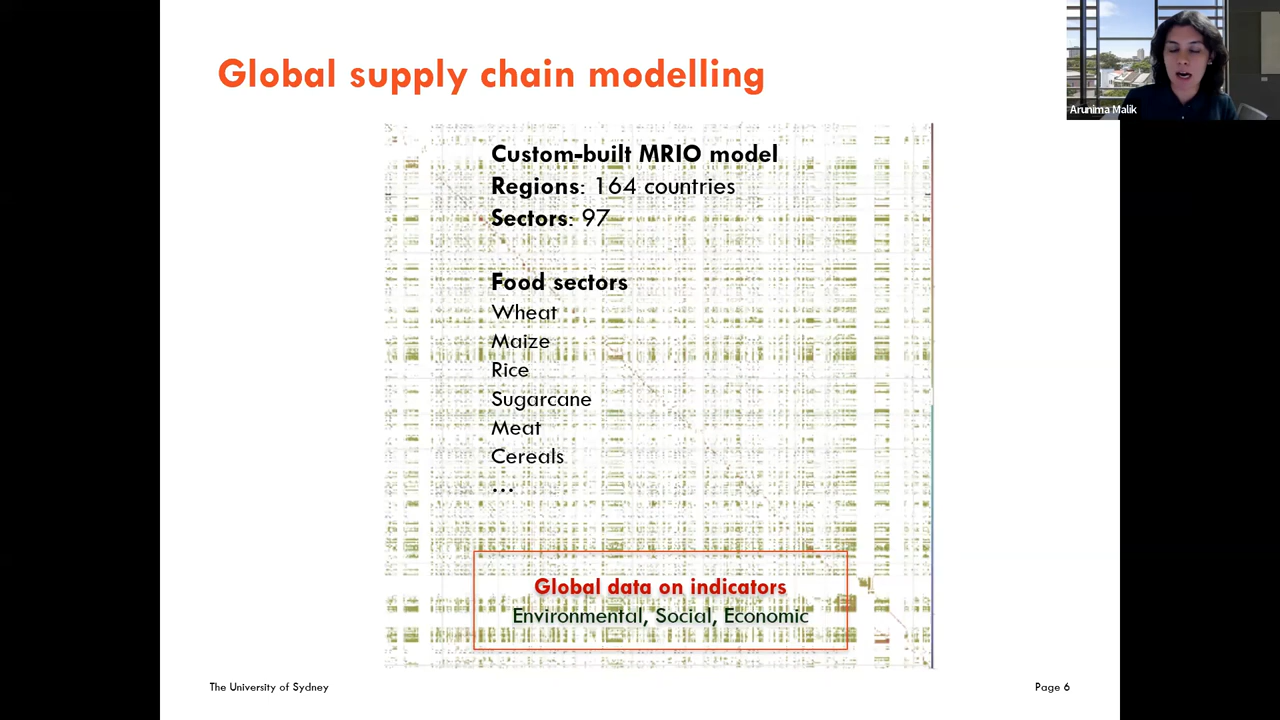 Global supply chain modelling
Arunima Malik
Custom-built MRIO model
Regions: 164 countries
Sectors: 97
Food sectors
Wheat
Maize
Rice
Sugarcane
Meat
Cereals
...
Global data on indicators
Environmental, Social, Economic
The University of Sydney
Page 6